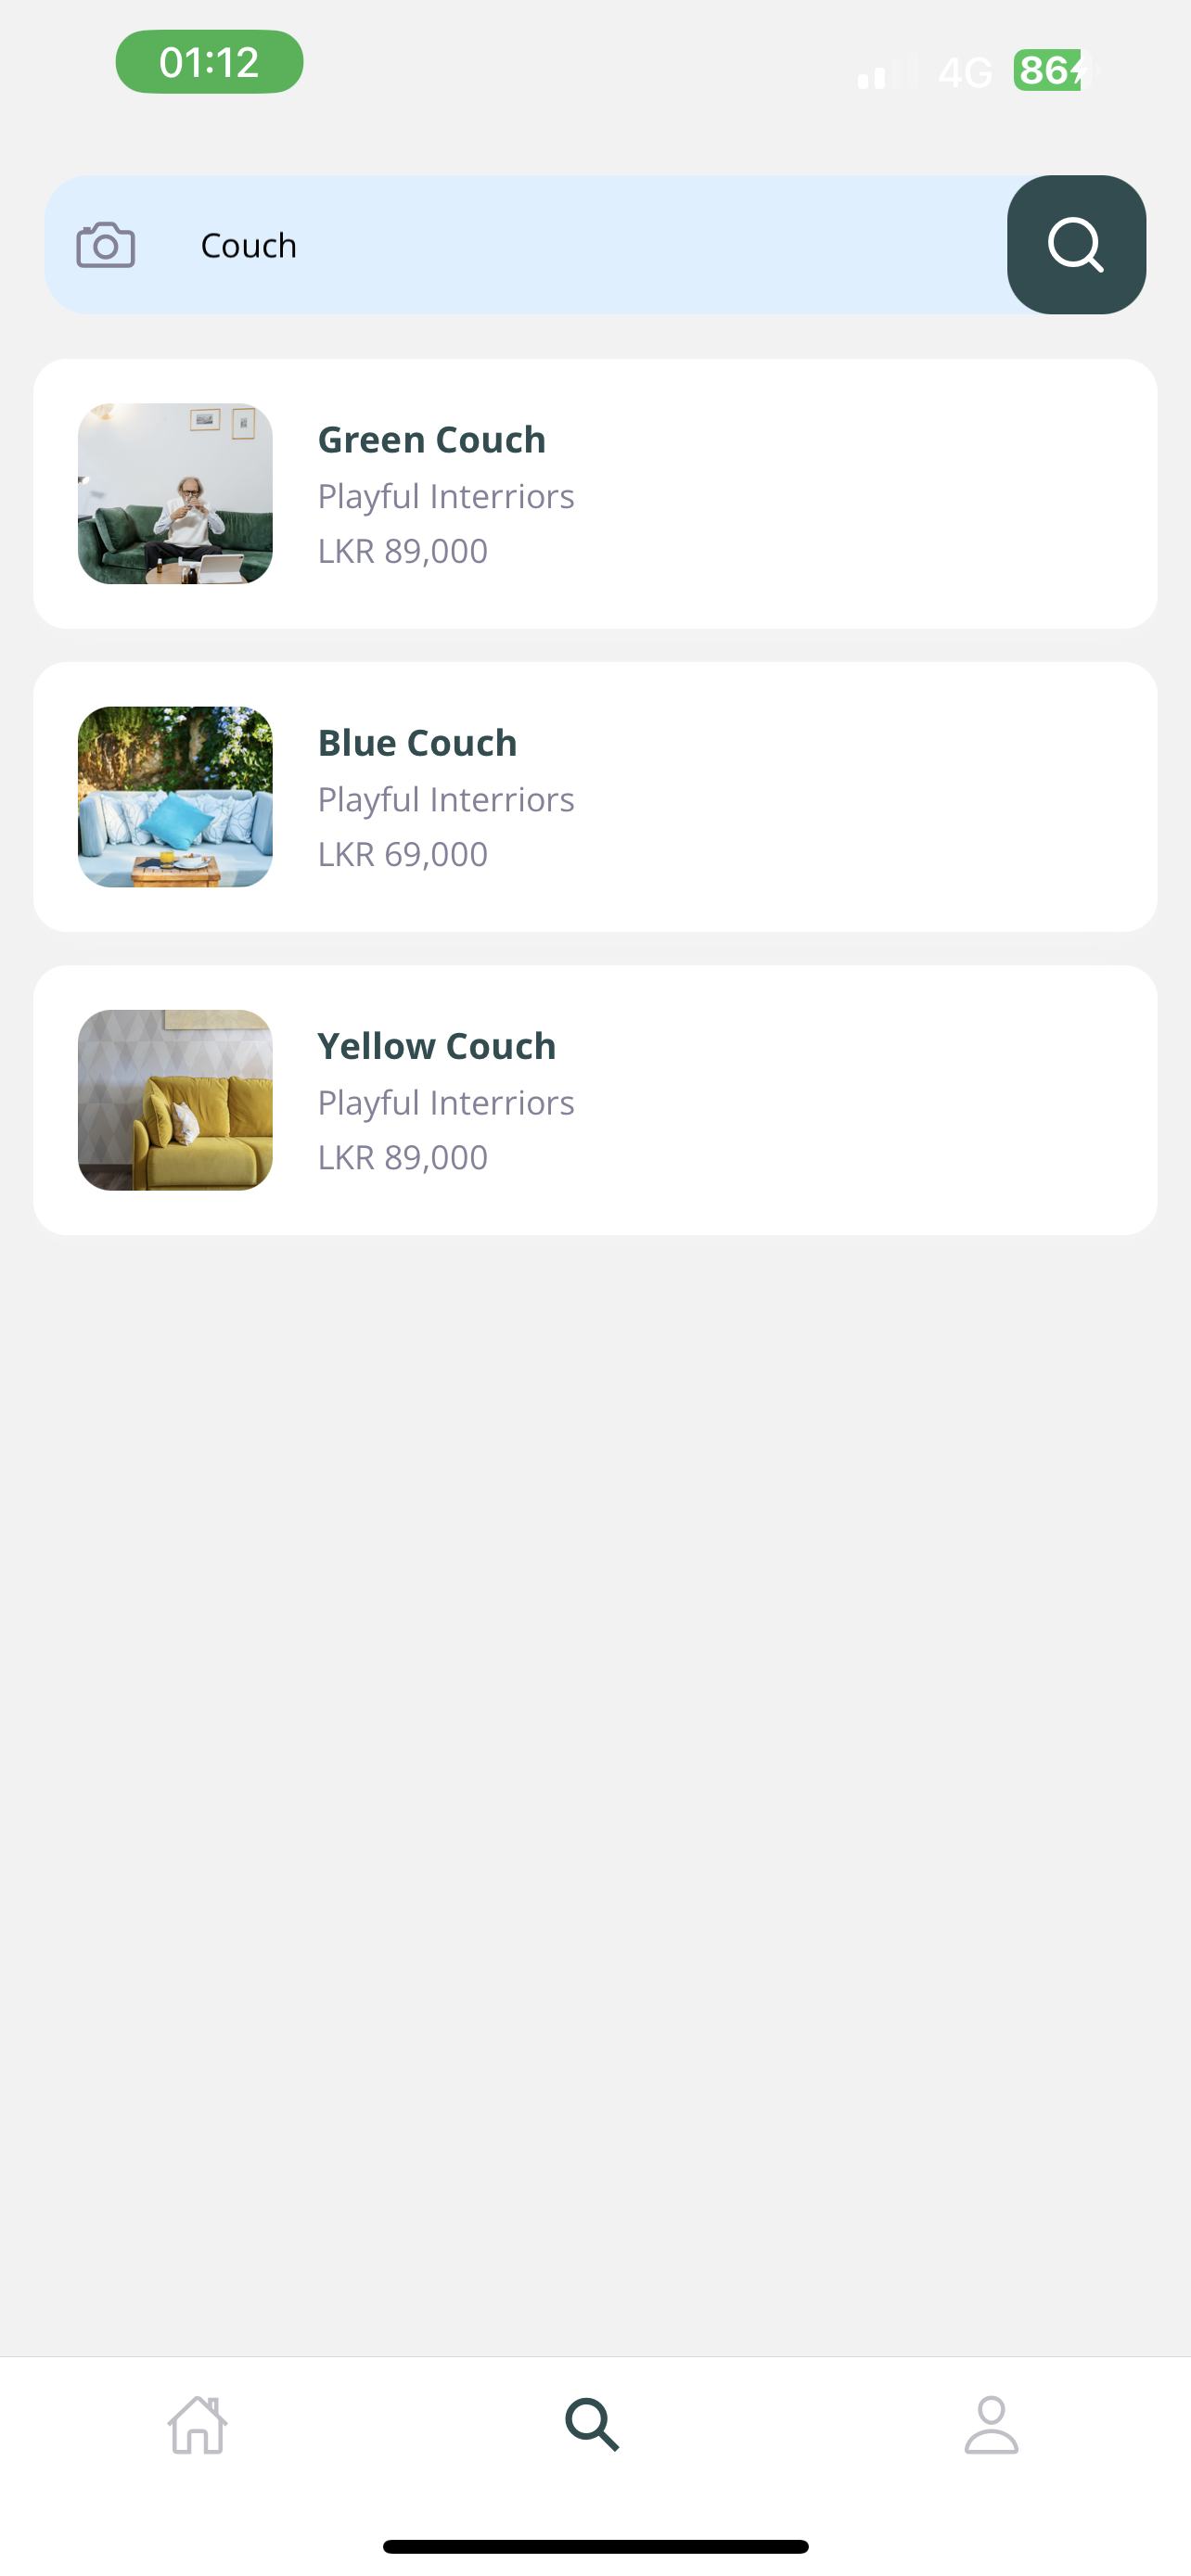 01:12
4G
86
Couch
Green Couch
Playful Interriors
LKR 89,000
Blue Couch
Playful Interriors
LKR 69,000
Yellow Couch
Playful Interriors
LKR 89,000